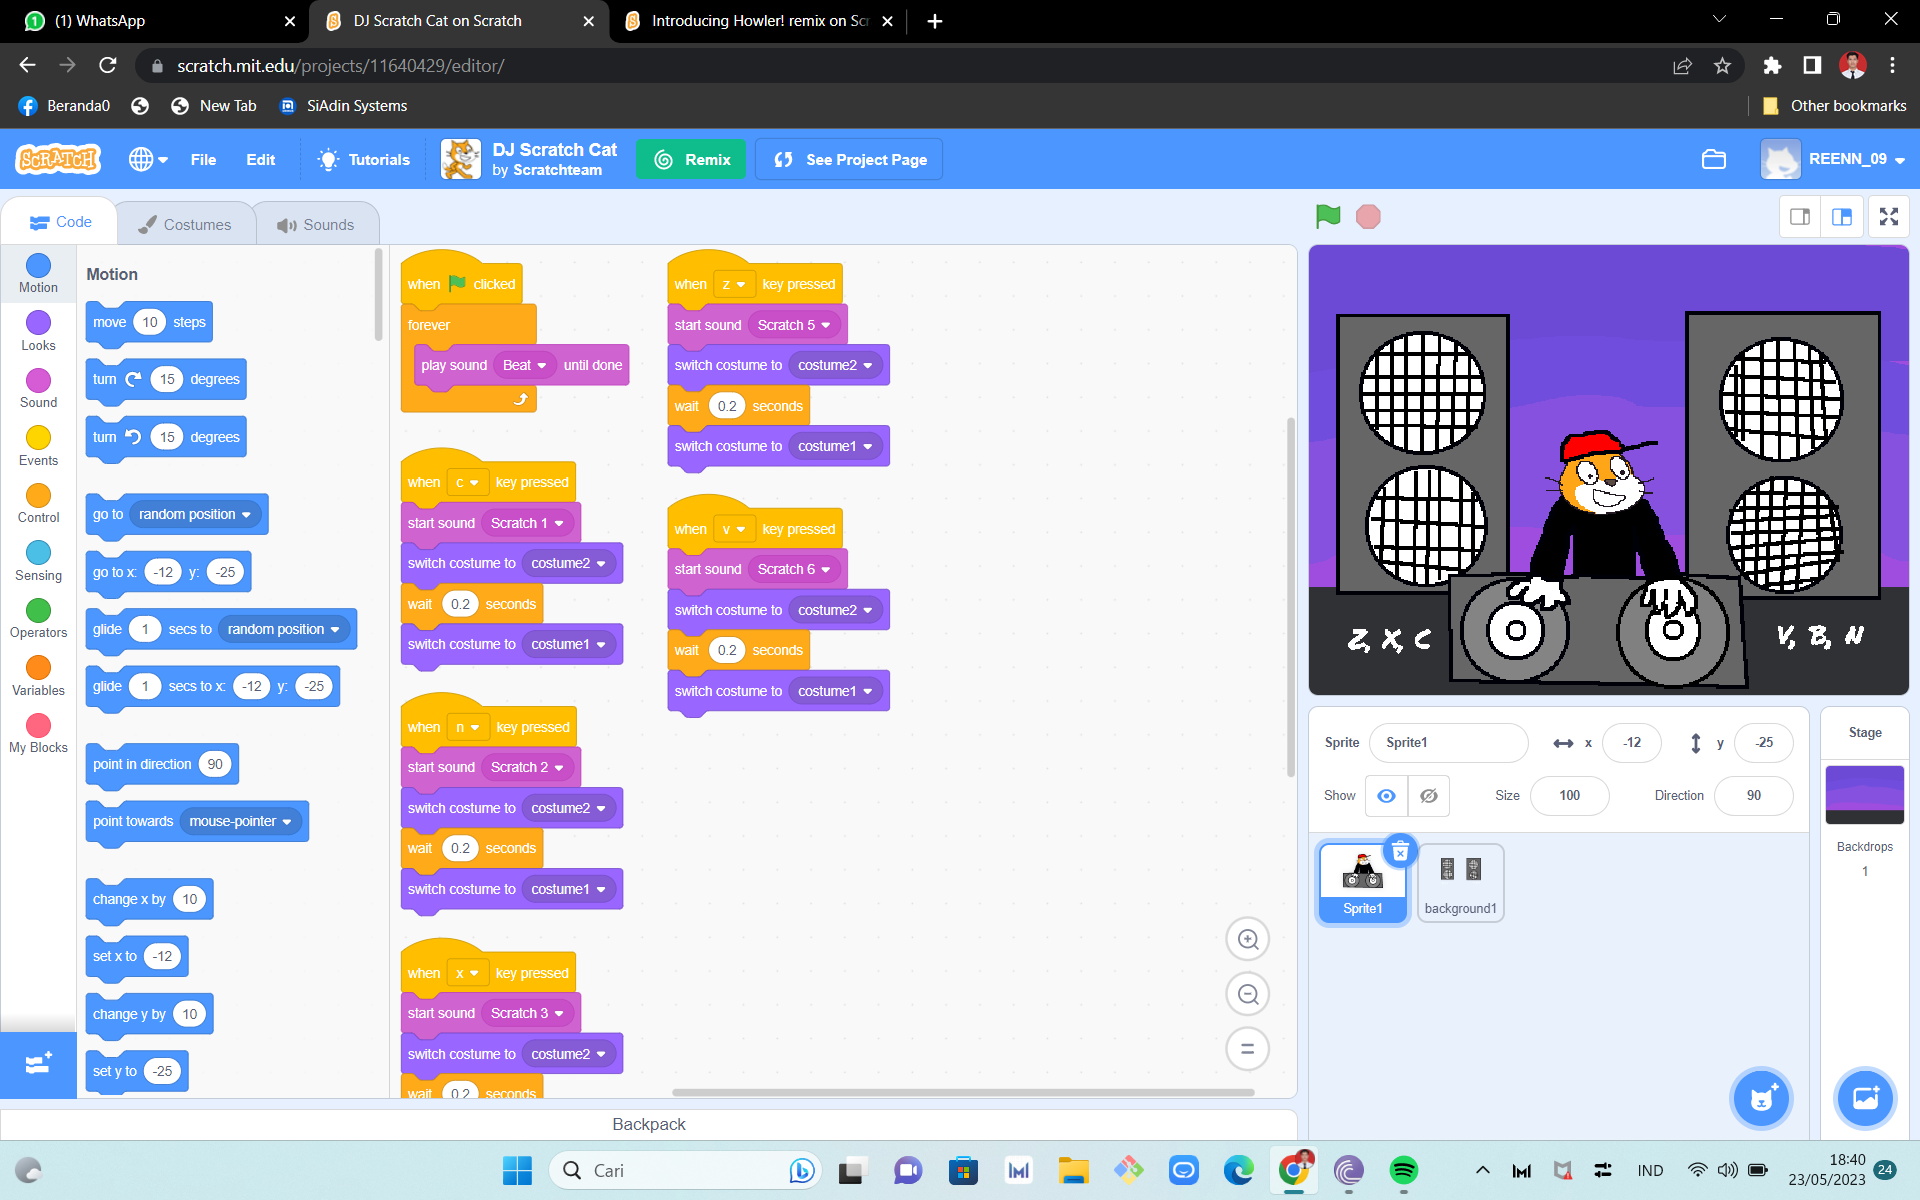 (1) WhatsApp
DJ Scratch Cat on Scratch
Introducing Howler! remix on Scr
scratch.mit.edu/projects/11640429/editor/
Beranda0
New Tab
SiAdin Systems
Other bookmarks
SCRATCH
File
Edit
Tutorials
DJ Scratch Cat
by Scratchteam
Remix
See Project Page
REENN_09
Code
Costumes
Sounds
Motion
Looks
Sound
Events
Control
Sensing
Operators
Variables
My Blocks
Motion
move 10 steps
turn 15 degrees
turn 15 degrees
go to random position
go to x: -12 y: -25
glide 1 secs to random position
glide 1 secs to x: -12 y: -25
point in direction 90
point towards mouse-pointer
change x by 10
set x to -12
change y by 10
set y to -25
when clicked
forever
play sound Beat until done
when c key pressed
start sound Scratch 1
switch costume to costume2
wait 0.2 seconds
switch costume to costume1
when n key pressed
start sound Scratch 2
switch costume to costume2
wait 0.2 seconds
switch costume to costume1
when x key pressed
start sound Scratch 3
switch costume to costume2
wait 0.2 seconds
when z key pressed
start sound Scratch 5
switch costume to costume2
wait 0.2 seconds
switch costume to costume1
when v key pressed
start sound Scratch 6
switch costume to costume2
wait 0.2 seconds
switch costume to costume1
Z, X, C
V, B, N
Sprite Sprite1 x -12 y -25
Show Size 100 Direction 90
Sprite1
background1
Stage
Backdrops
1
Backpack
Cari
IND
18:40
23/05/2023
24